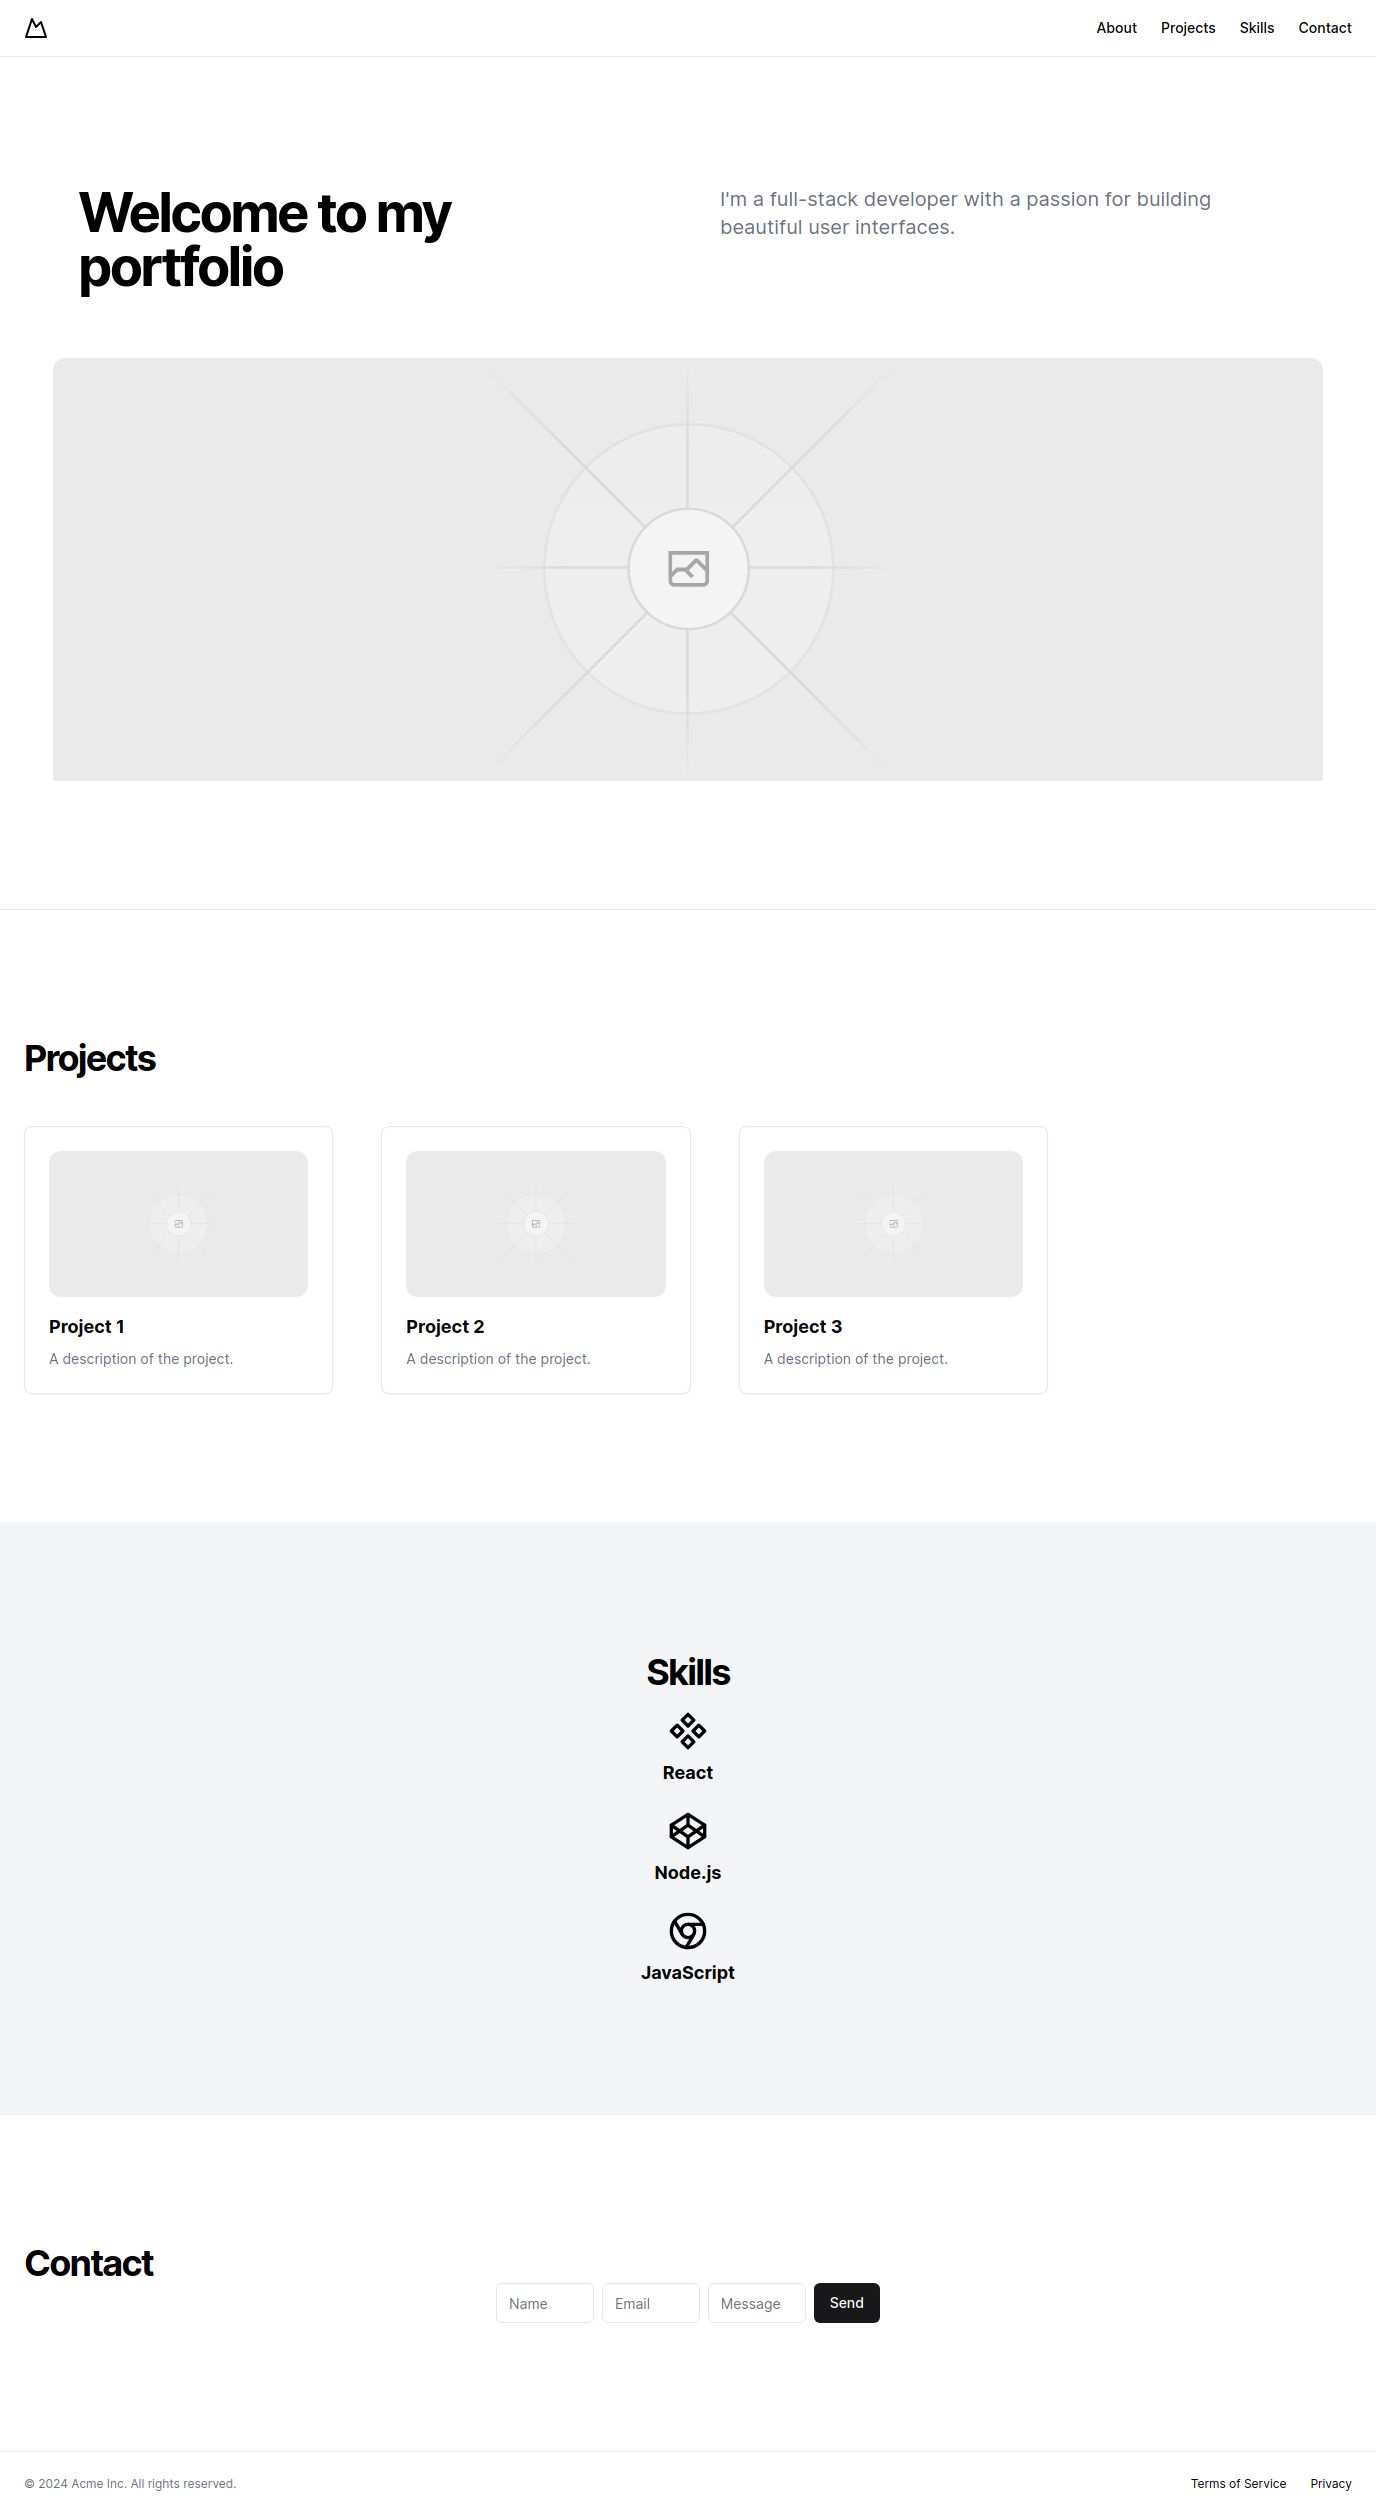 About Projects Skills Contact
Welcome to my
portfolio
I'm a full-stack developer with a passion for building
beautiful user interfaces.
Projects
Project 1
A description of the project.
Project 2
A description of the project.
Project 3
A description of the project.
Skills
React
Node.js
JavaScript
Contact
Name Email Message Send
© 2024 Acme Inc. All rights reserved.
Terms of Service Privacy